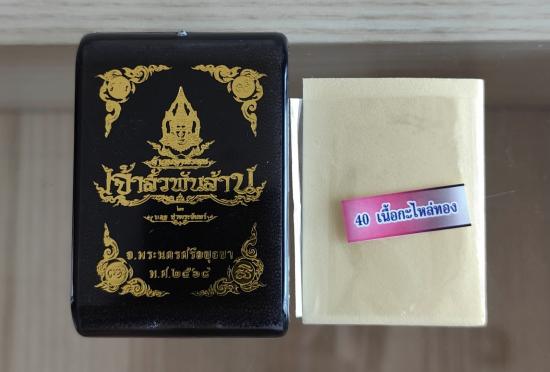 เจ้าสัวพันล้าน
๒
จ.พระนครศรีอยุธยา
พ.ศ.๒๕๖๘
40 เนื้อกะไหล่ทอง